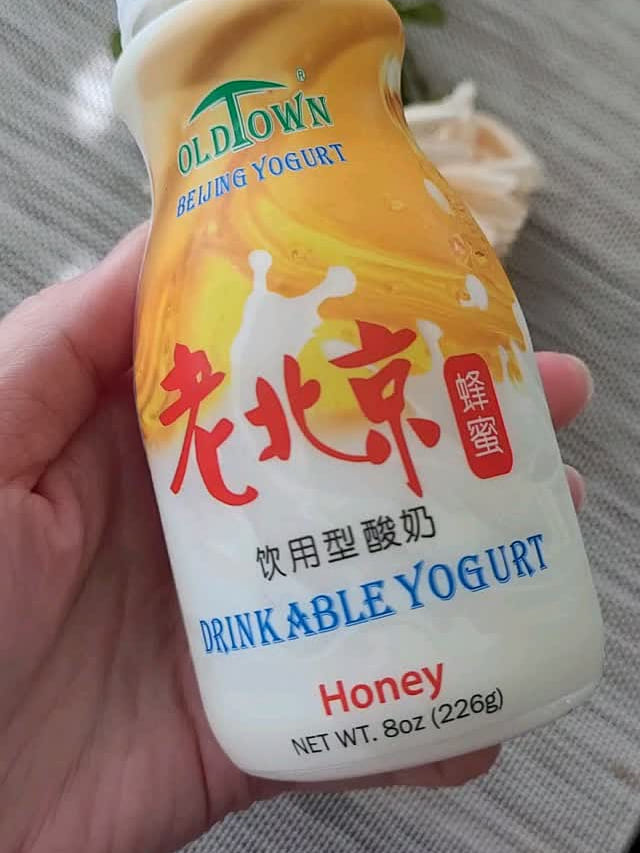 OLDTOWN®
BEIJING YOGURT
老北京
蜂蜜
饮用型酸奶
DRINKABLE YOGURT
Honey
NET WT. 8oz (226g)